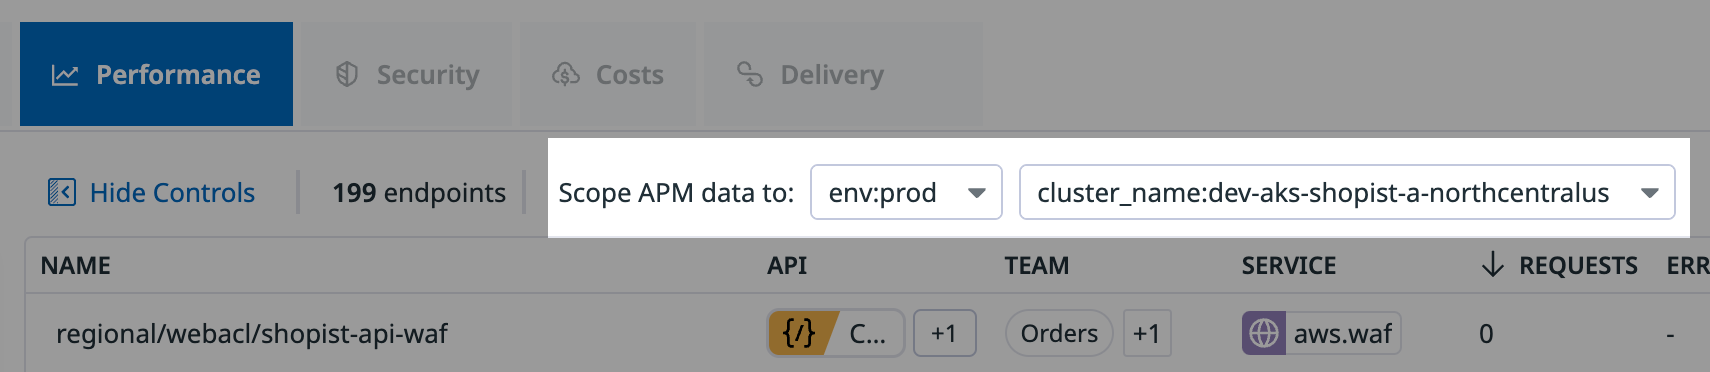 Performance Security Costs Delivery
Hide Controls 199 endpoints Scope APM data to: env:prod cluster_name:dev-aks-shopist-a-northcentralus
NAME API TEAM SERVICE ↓ REQUESTS ERR
regional/webacl/shopist-api-waf {/} C... +1 Orders +1 aws.waf 0 -